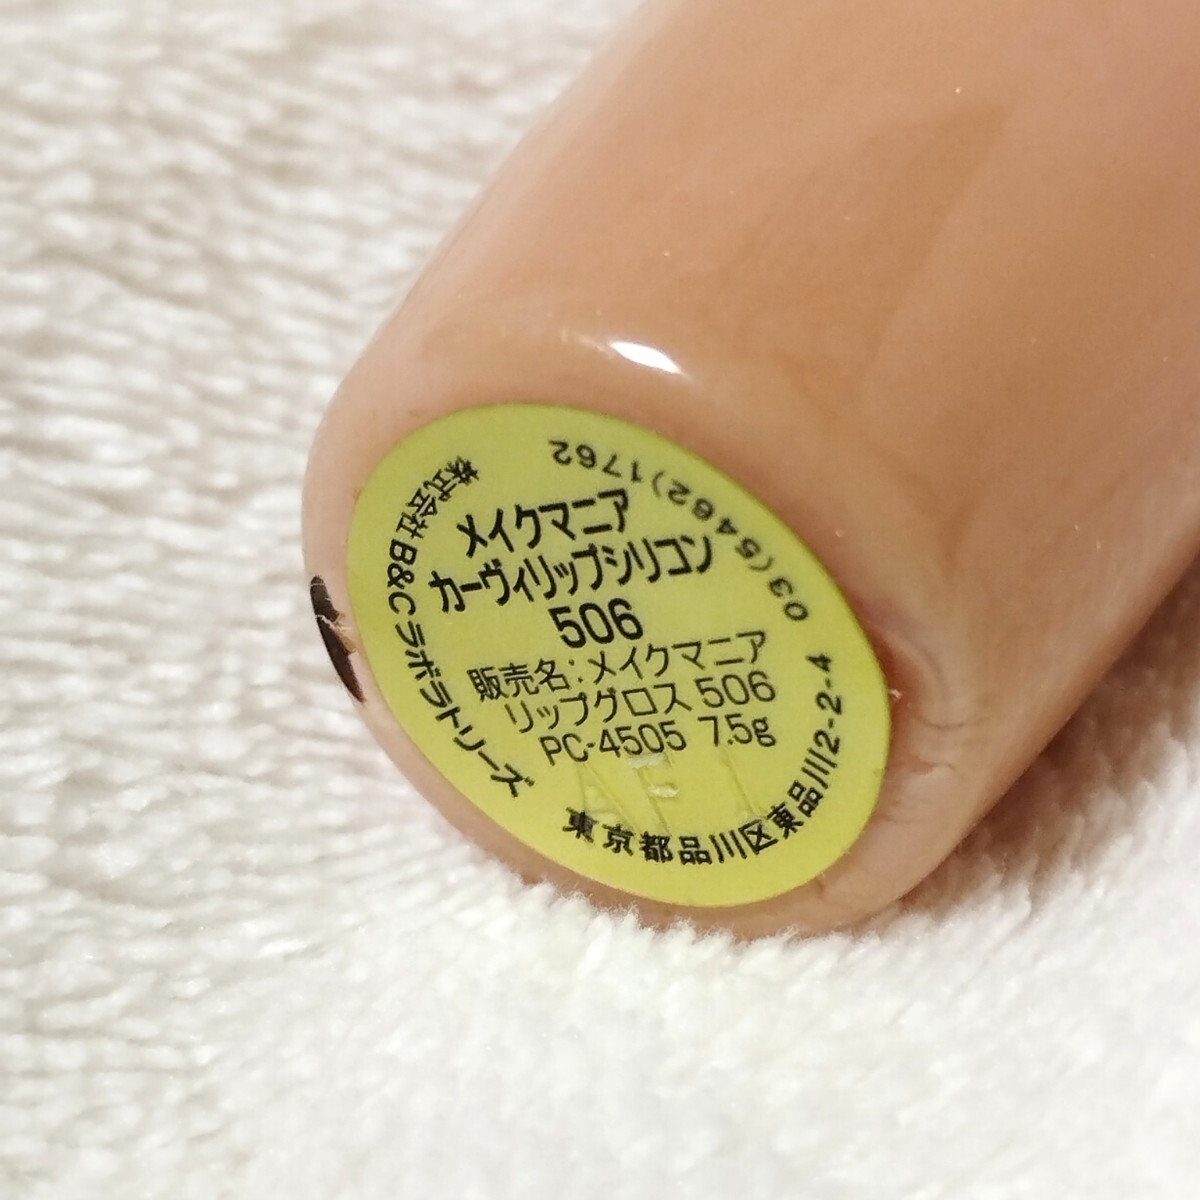 メイクマニア
カーヴィリップシリコン
506
販売名:メイクマニア
リップグロス 506
PC-4505 7.5g
株式会社B&Cラボラトリーズ
東京都品川区東品川2-2-4
03(5462)1762